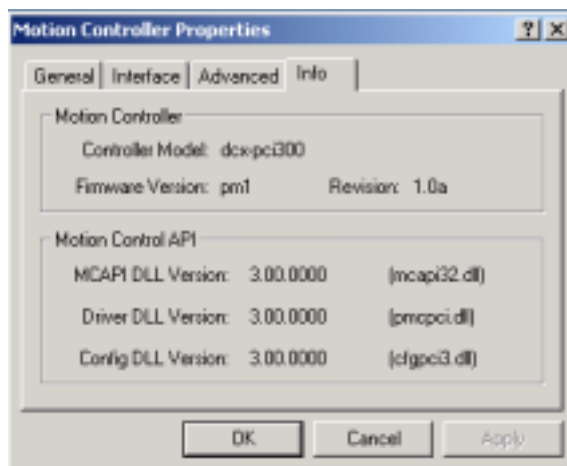 Motion Controller Properties
General Interface Advanced Info
Motion Controller
Controller Model: dcx-pci300
Firmware Version: pm1 Revision: 1.0a
Motion Control API
MCAPI DLL Version: 3.00.0000 (mcapi32.dll)
Driver DLL Version: 3.00.0000 (pmcpci.dll)
Config DLL Version: 3.00.0000 (cfgpci3.dll)
OK Cancel Apply